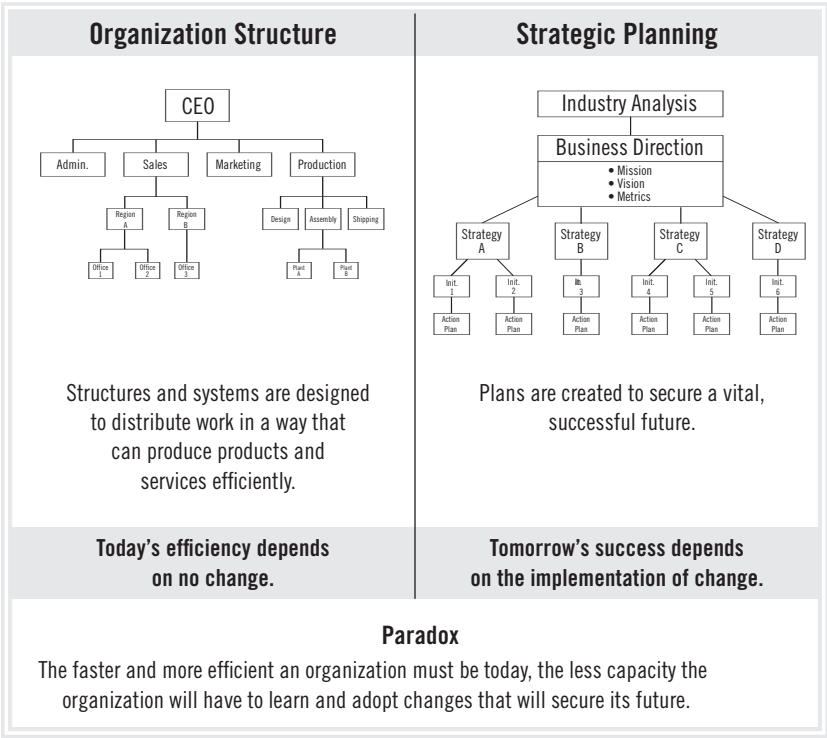 Organization Structure
CEO
Admin.
Sales
Marketing
Production
Region
A
Region
B
Design
Assembly
Shipping
Office
1
Office
2
Office
3
Plant
A
Plant
B
Structures and systems are designed
to distribute work in a way that
can produce products and
services efficiently.
Today's efficiency depends
on no change.
Strategic Planning
Industry Analysis
Business Direction
• Mission
• Vision
• Metrics
Strategy
A
Strategy
B
Strategy
C
Strategy
D
Init.
1
Init.
2
3
Init.
4
Init.
5
Init.
6
Action
Plan
Action
Plan
Action
Plan
Action
Plan
Action
Plan
Action
Plan
Plans are created to secure a vital,
successful future.
Tomorrow's success depends
on the implementation of change.
Paradox
The faster and more efficient an organization must be today, the less capacity the
organization will have to learn and adopt changes that will secure its future.